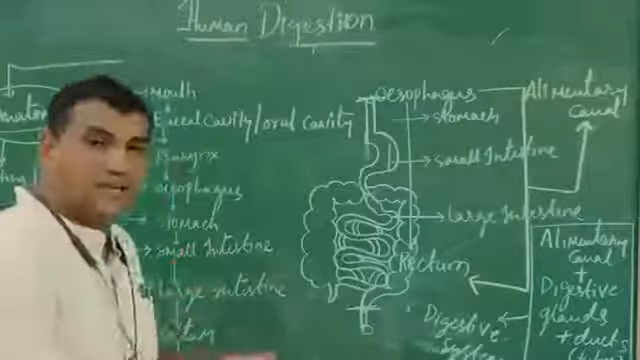 Human Digestion
Mouth
Buccal Cavity/oral Cavity
Pharynx
oesophagus
stomach
small Intestine
Large intestine
oesophagus
stomach
small Intestine
Large Intestine
Rectum
Alimentary
Canal
Digestive
System
Alimentary
Canal
+
Digestive
glands
+ ducts